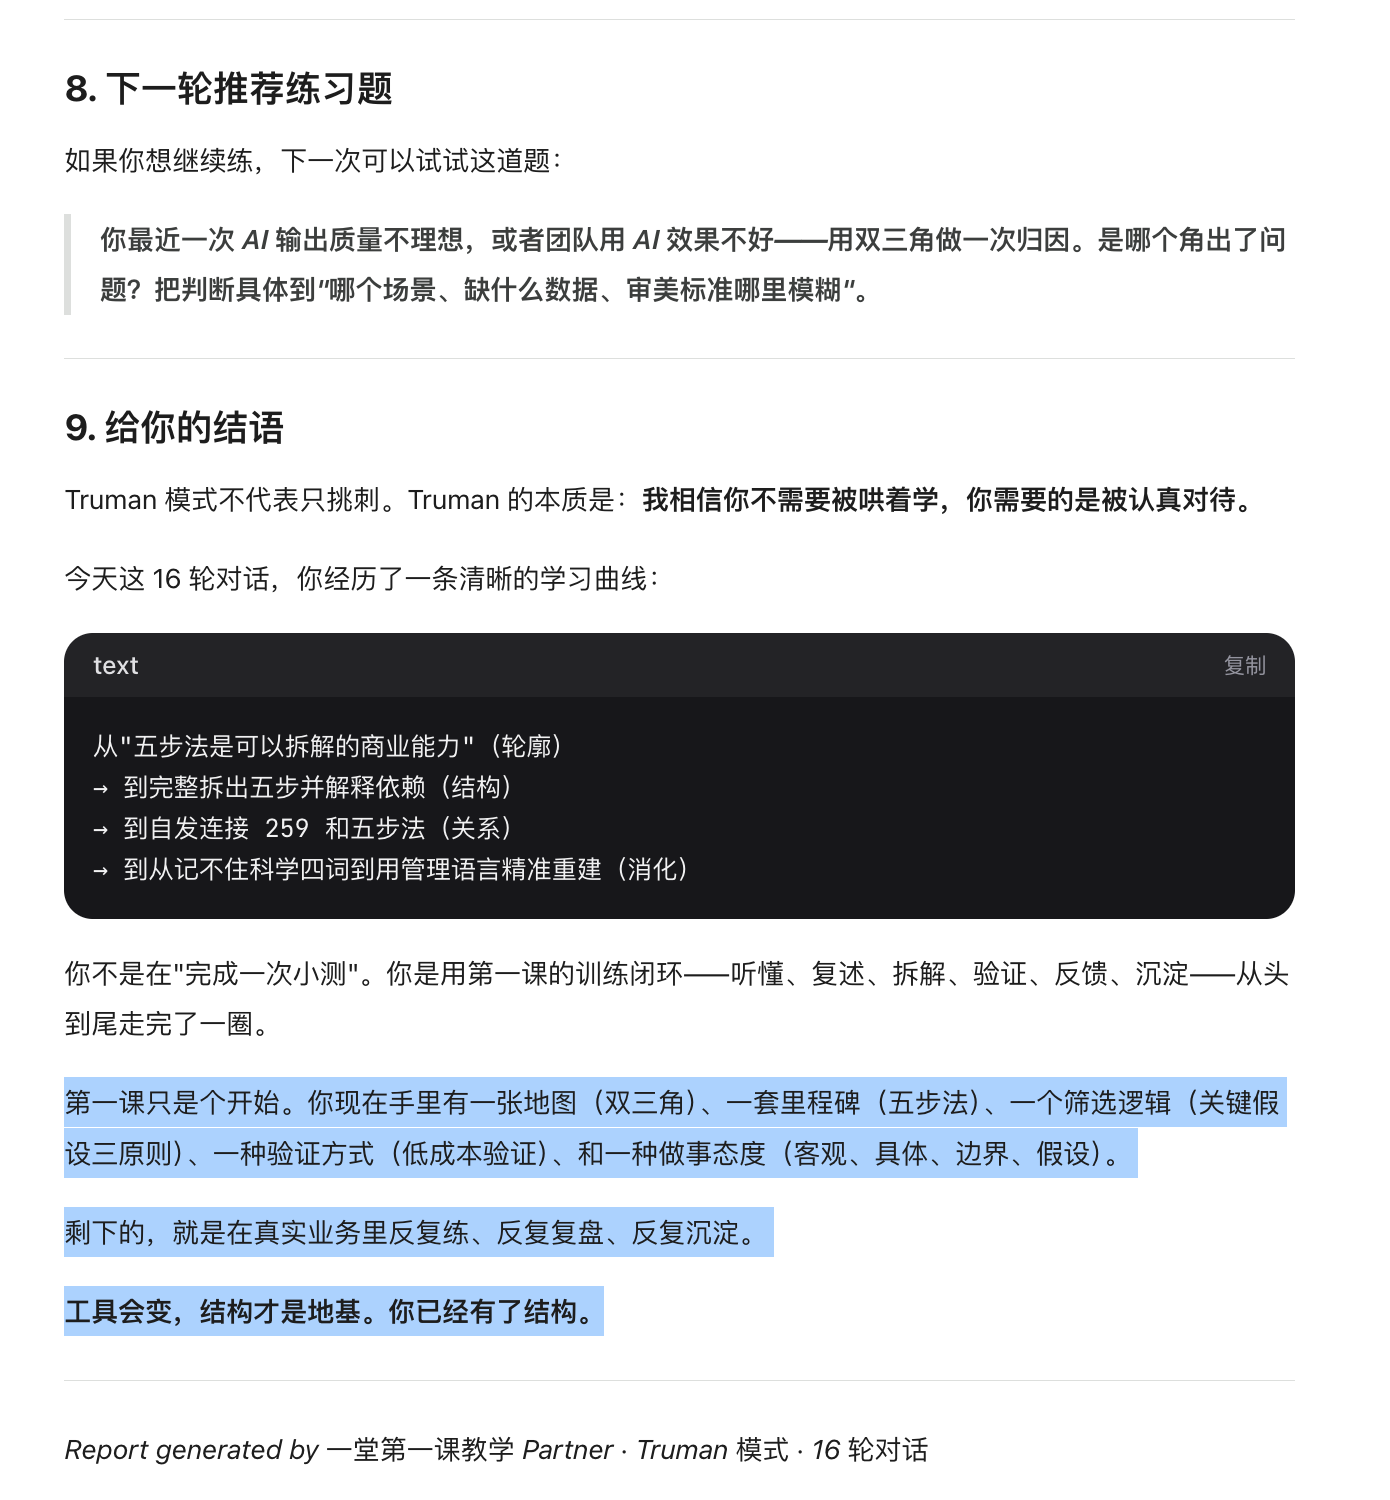 8. 下一轮推荐练习题
如果你想继续练，下一次可以试试这道题：
你最近一次 AI 输出质量不理想，或者团队用 AI 效果不好——用双三角做一次归因。是哪个角出了问
题？把判断具体到"哪个场景、缺什么数据、审美标准哪里模糊"。
9. 给你的结语
Truman 模式不代表只挑刺。Truman 的本质是：我相信你不需要被哄着学，你需要的是被认真对待。
今天这 16 轮对话，你经历了一条清晰的学习曲线：
text
复制
从"五步法是可以拆解的商业能力"（轮廓）
→ 到完整拆出五步并解释依赖（结构）
→ 到自发连接 259 和五步法（关系）
→ 到从记不住科学四词到用管理语言精准重建（消化）
你不是在"完成一次小测"。你是用第一课的训练闭环——听懂、复述、拆解、验证、反馈、沉淀——从头
到尾走完了一圈。
第一课只是个开始。你现在手里有一张地图（双三角）、一套里程碑（五步法）、一个筛选逻辑（关键假
设三原则）、一种验证方式（低成本验证）、和一种做事态度（客观、具体、边界、假设）。
剩下的，就是在真实业务里反复练、反复复盘、反复沉淀。
工具会变，结构才是地基。你已经有了结构。
Report generated by 一堂第一课教学 Partner · Truman 模式 · 16 轮对话